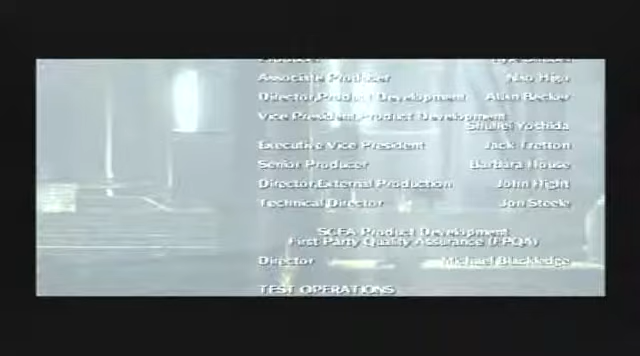 Producer
Associate Producer Nao Higo
Director,Product Development Allan Becker
Vice President,Product Development
Shuhei Yoshida
Executive Vice President Jack Tretton
Senior Producer Barbara House
Director,External Production John Hight
Technical Director Jon Steele
SCEA Product Development
First Party Quality Assurance (FPQA)
Director Michael Blackledge
TEST OPERATIONS